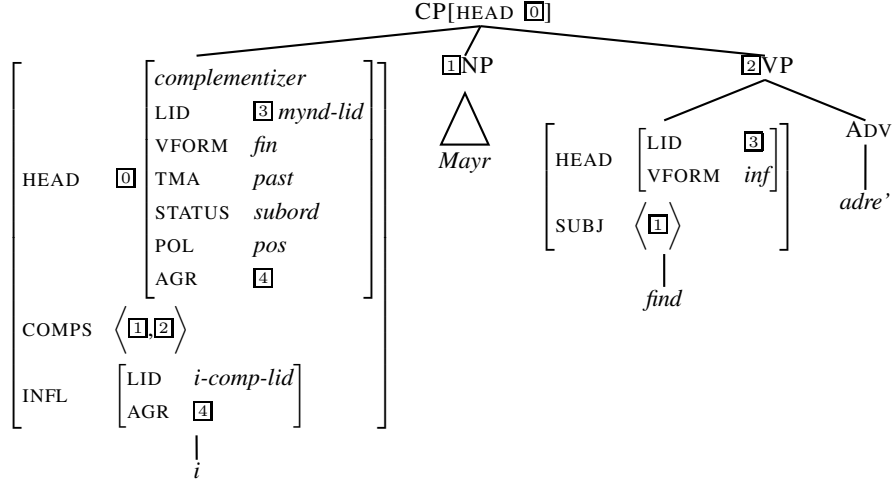 CP[HEAD 0]
1NP
2VP
complementizer
LID 3 mynd-lid
VFORM fin
TMA past
STATUS subord
POL pos
AGR 4
HEAD 0
COMPS ⟨1,2⟩
INFL
LID i-comp-lid
AGR 4
i
Mayr
HEAD
LID 3
VFORM inf
SUBJ ⟨1⟩
find
ADV
adre’